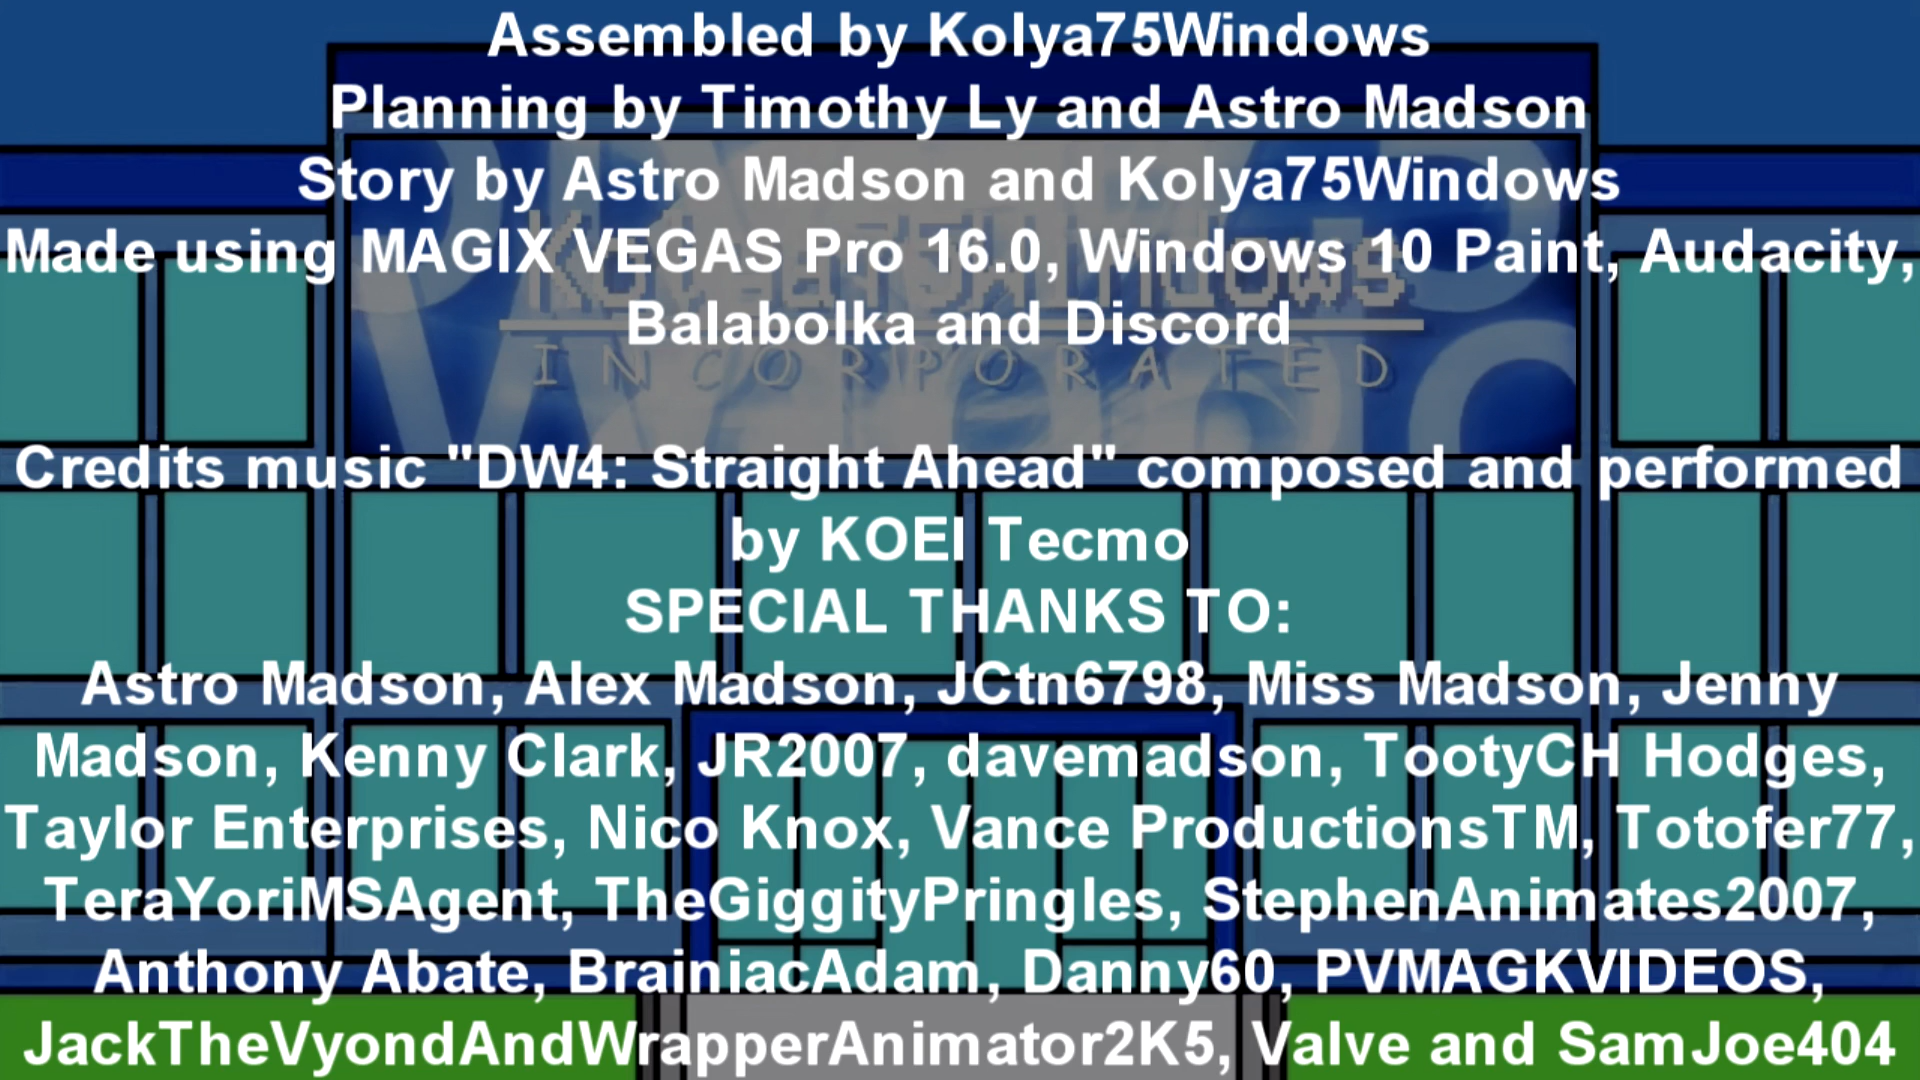 Assembled by Kolya75Windows
Planning by Timothy Ly and Astro Madson
Story by Astro Madson and Kolya75Windows
Made using MAGIX VEGAS Pro 16.0, Windows 10 Paint, Audacity,
Balabolka and Discord
Kolya75Windows
INCORPORATED
Credits music "DW4: Straight Ahead" composed and performed
by KOEI Tecmo
SPECIAL THANKS TO:
Astro Madson, Alex Madson, JCtn6798, Miss Madson, Jenny
Madson, Kenny Clark, JR2007, davemadson, TootyCH Hodges,
Taylor Enterprises, Nico Knox, Vance ProductionsTM, Totofer77,
TeraYoriMSAgent, TheGiggityPringles, StephenAnimates2007,
Anthony Abate, BrainiacAdam, Danny60, PVMAGKVIDEOS,
JackTheVyondAndWrapperAnimator2K5, Valve and SamJoe404